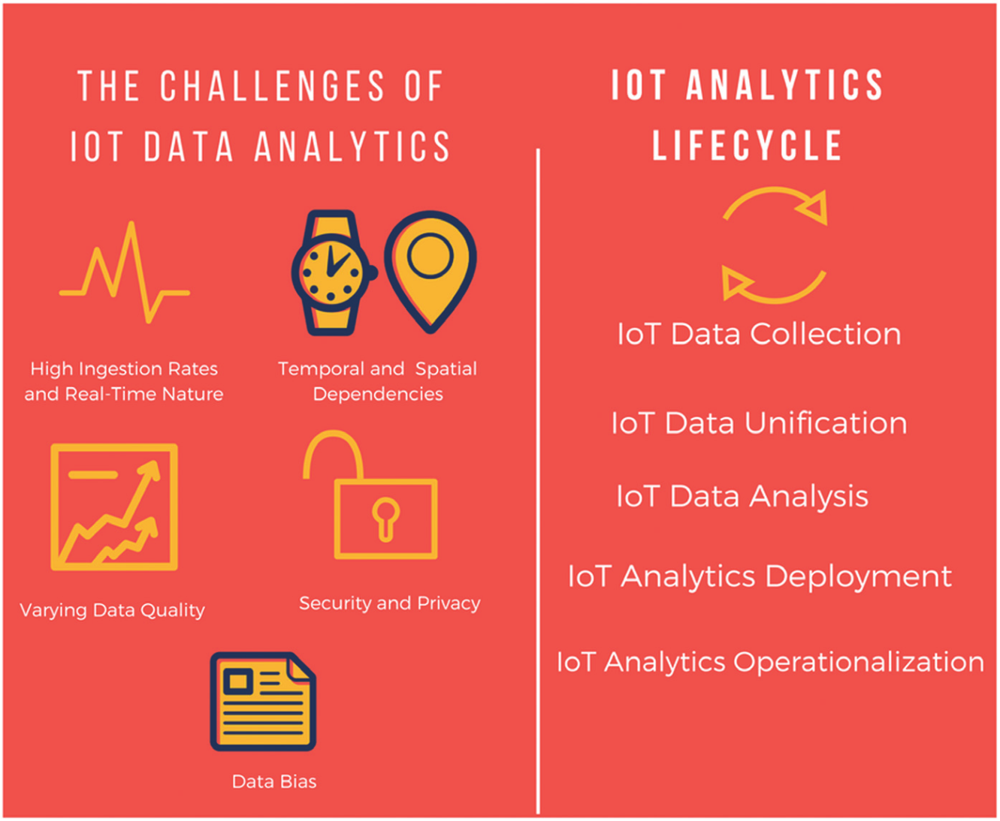 THE CHALLENGES OF
IOT DATA ANALYTICS
High Ingestion Rates
and Real-Time Nature
Temporal and Spatial
Dependencies
Varying Data Quality
Security and Privacy
Data Bias
IOT ANALYTICS
LIFECYCLE
IoT Data Collection
IoT Data Unification
IoT Data Analysis
IoT Analytics Deployment
IoT Analytics Operationalization